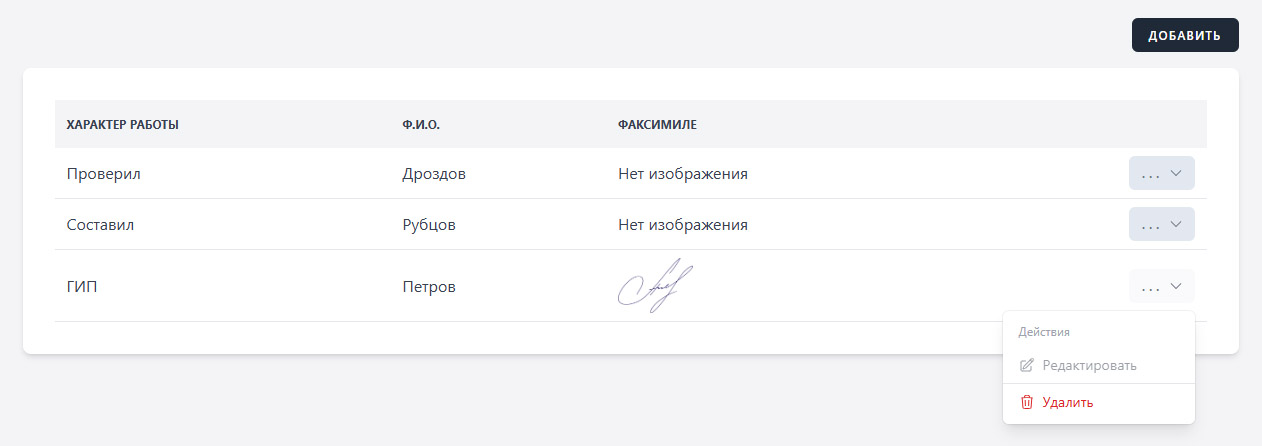 ДОБАВИТЬ
ХАРАКТЕР РАБОТЫ Ф.И.О. ФАКСИМИЛЕ
Проверил Дроздов Нет изображения ...
Составил Рубцов Нет изображения ...
ГИП Петров ...
Действия
Редактировать
Удалить